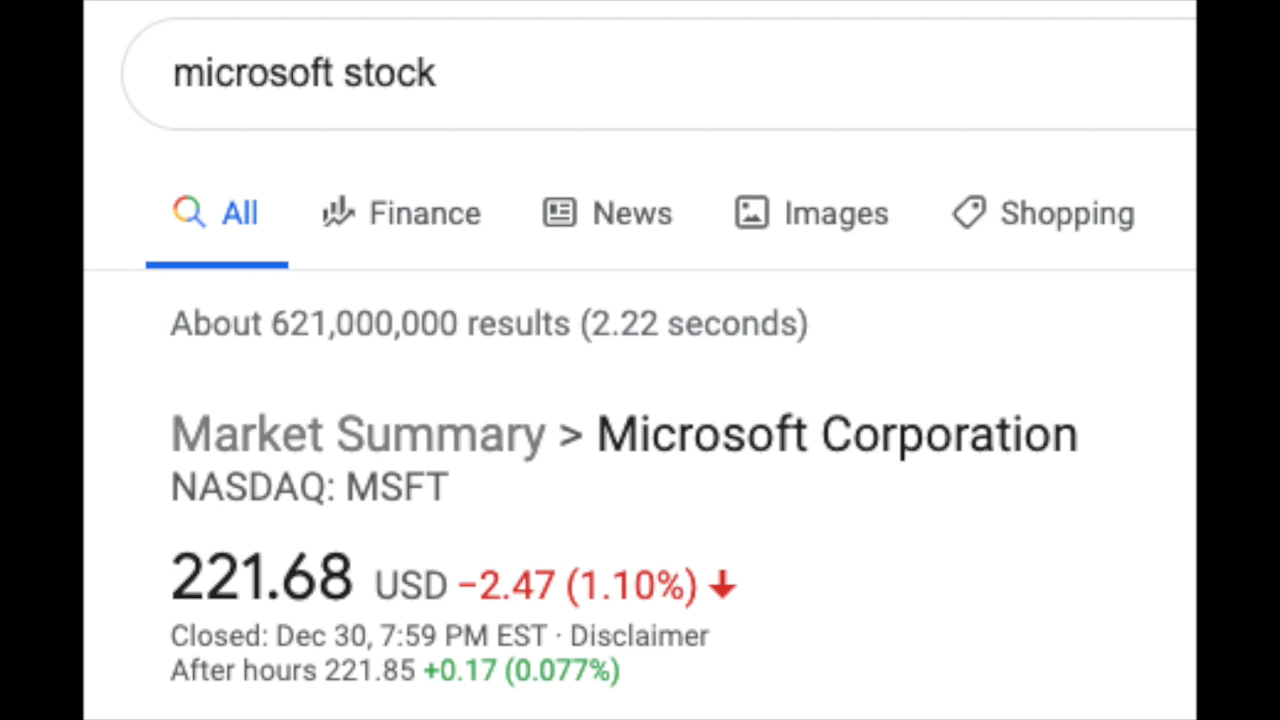 microsoft stock
All Finance News Images Shopping
About 621,000,000 results (2.22 seconds)
Market Summary > Microsoft Corporation
NASDAQ: MSFT
221.68 USD −2.47 (1.10%)
Closed: Dec 30, 7:59 PM EST · Disclaimer
After hours 221.85 +0.17 (0.077%)